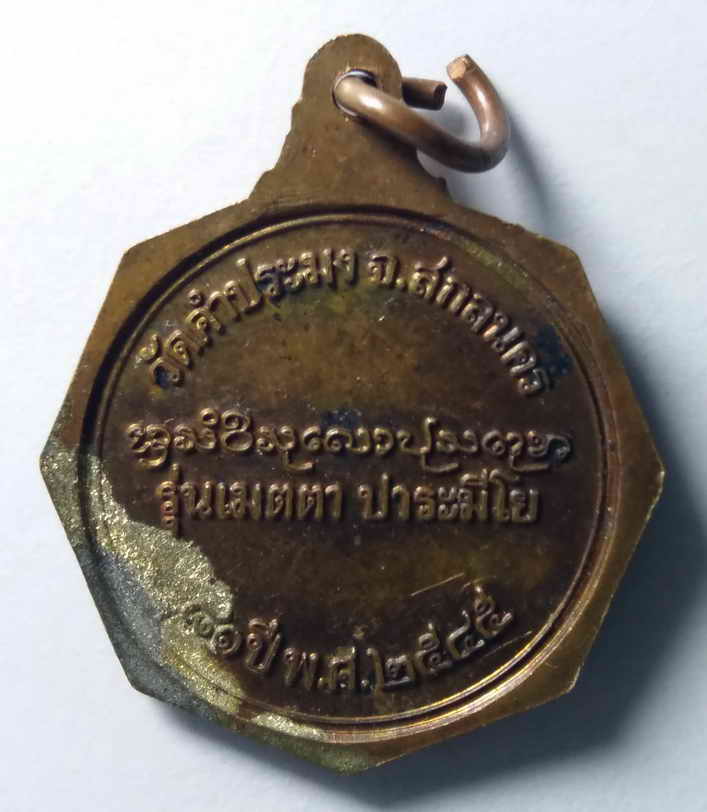 วัดคำประมง จ.สกลนคร
รุ่นเมตตา ปาระมีโย
๙๑ ปี พ.ศ.๒๕๔๕